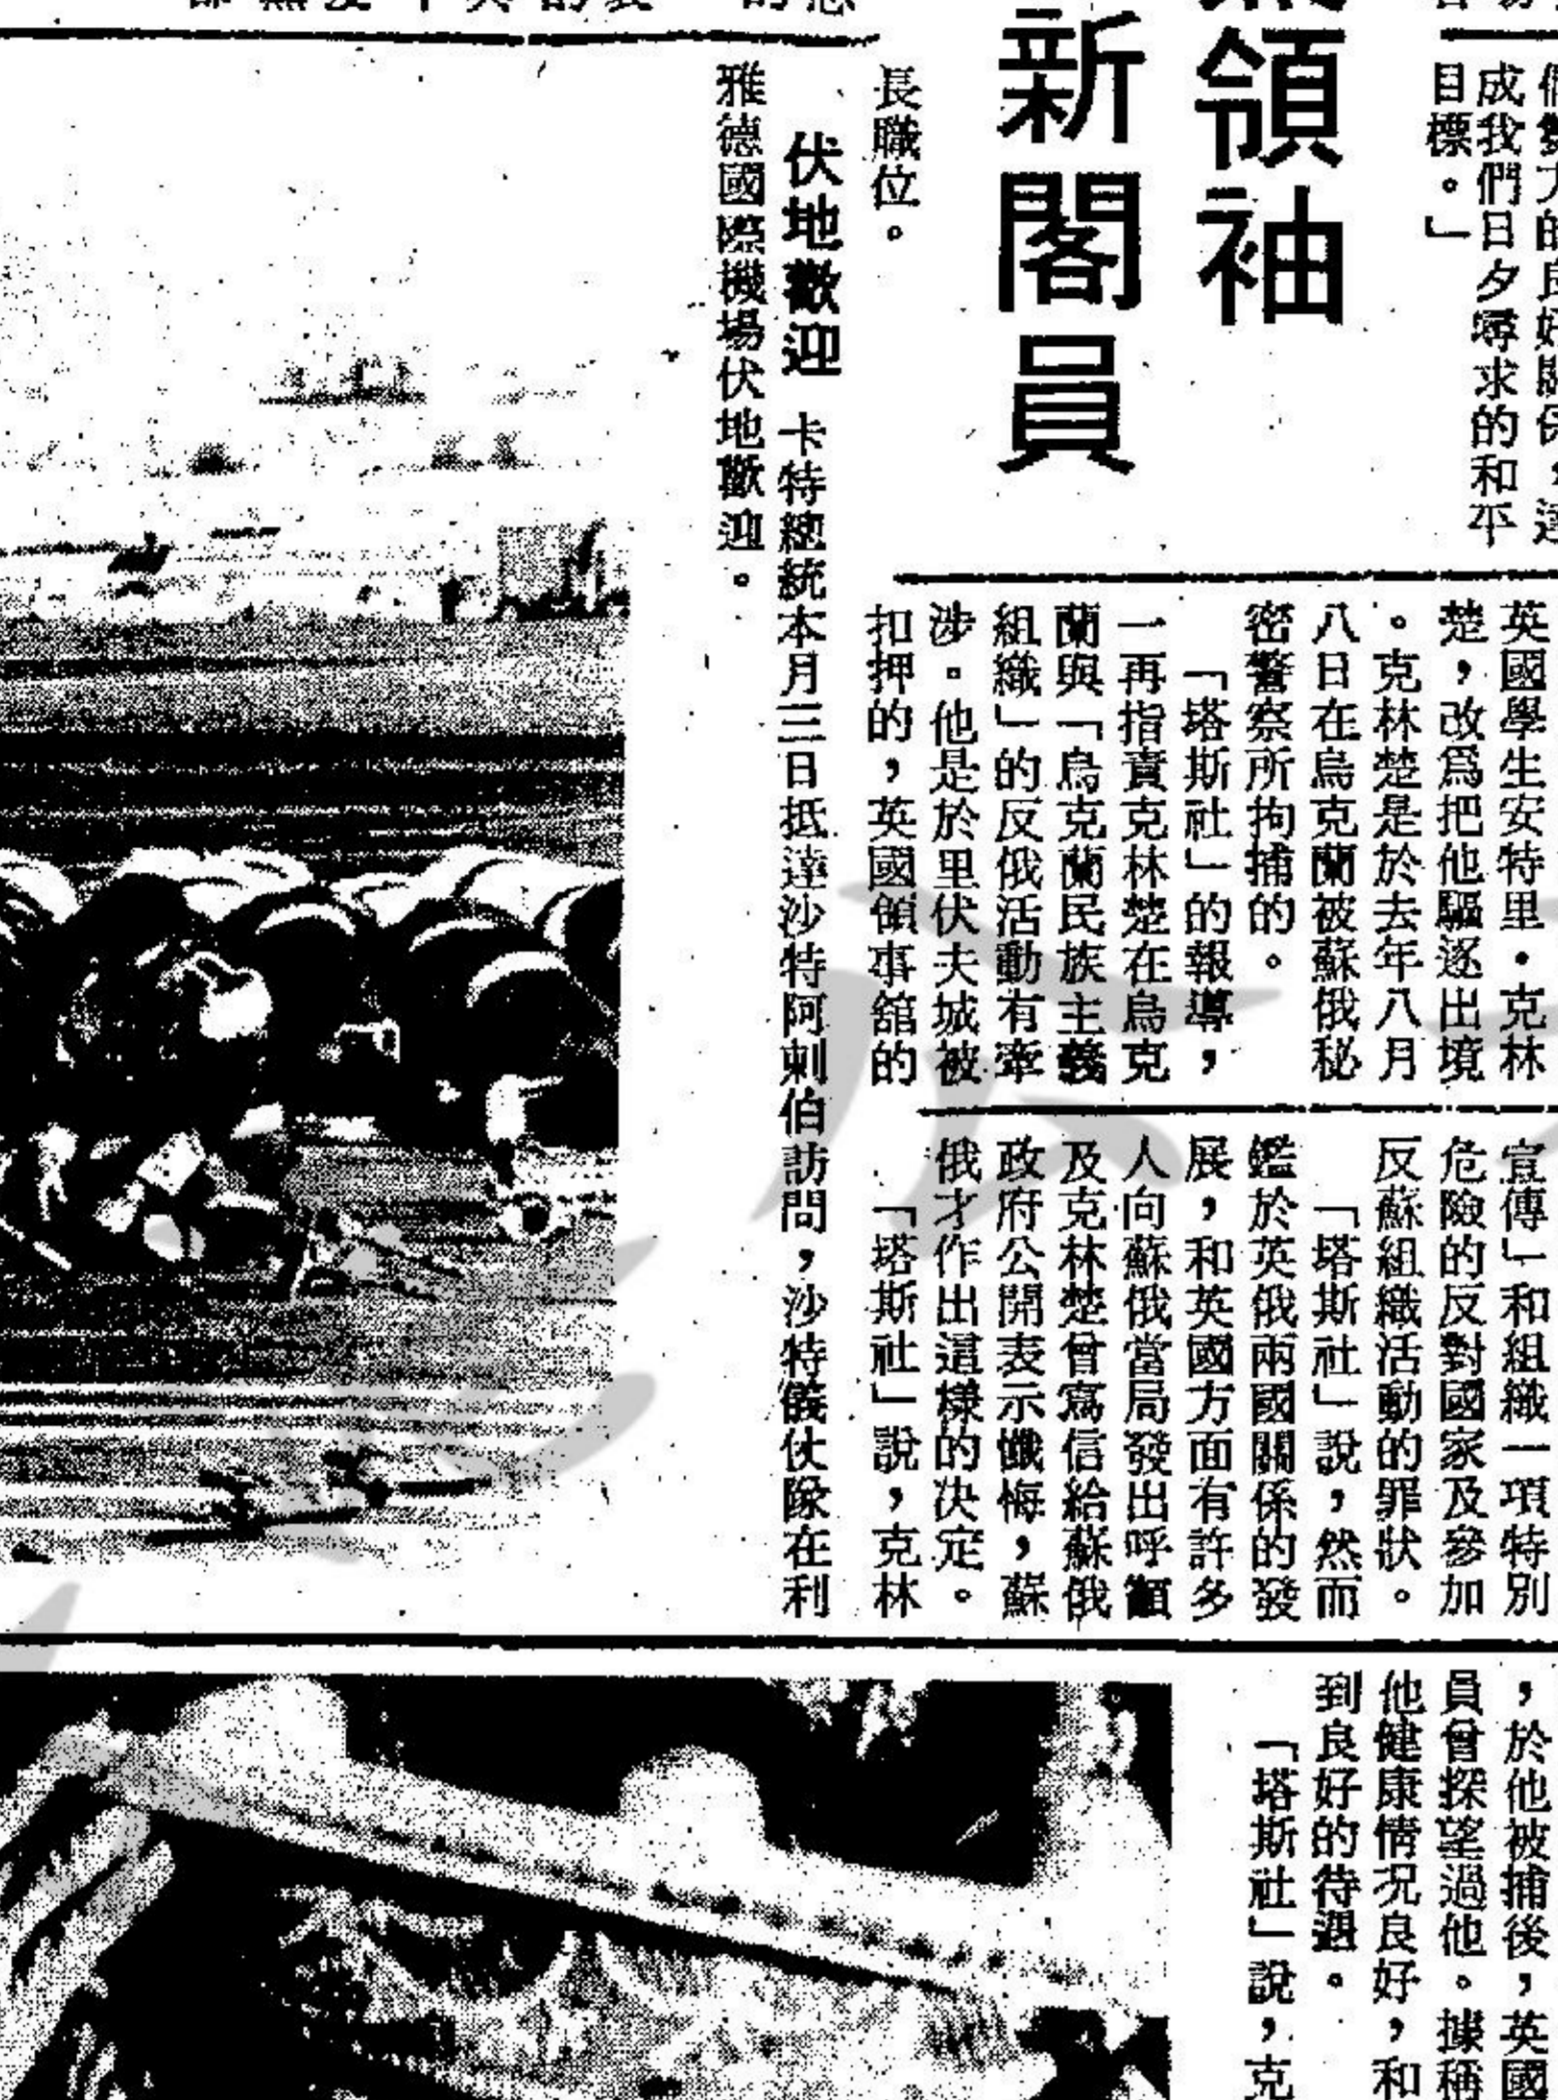 領袖
新閣員
成我們日夕尋求的和平
目標。」
長職位。
伏地歡迎 卡特總統本月三日抵達沙特阿刺伯訪問，沙特儀仗隊在利
雅德國際機場伏地歡迎。
英國學生安特里・克林
楚，改爲把他驅逐出境
。克林楚是於去年八月
八日在烏克蘭被蘇俄秘
密警察所拘捕的。
「塔斯社」的報導，
一再指責克林楚在烏克
蘭與「烏克蘭民族主義
組織」的反俄活動有牽
涉。他是於里伏夫城被
扣押的，英國領事舘的
宣傳」和組織一項特別
危險的反對國家及參加
反蘇組織活動的罪狀。
「塔斯社」說，然而
鑑於英俄兩國關係的發
展，和英國方面有許多
人向蘇俄當局發出呼籲
及克林楚曾寫信給蘇俄
政府公開表示懺悔，蘇
俄才作出這樣的決定。
「塔斯社」說，克林
，於他被捕後，英國
員曾探望過他。據稱
他健康情況良好，和
到良好的待遇。
「塔斯社」說，克